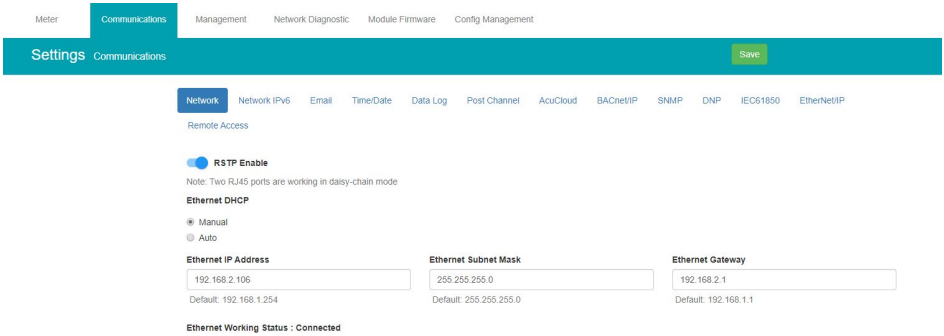 Meter Communications Management Network Diagnostic Module Firmware Config Management
Settings Communications Save
Network Network IPv6 Email Time/Date Data Log Post Channel AcuCloud BACnet/IP SNMP DNP IEC61850 EtherNet/IP
Remote Access
RSTP Enable
Note: Two RJ45 ports are working in daisy-chain mode
Ethernet DHCP
Manual
Auto
Ethernet IP Address Ethernet Subnet Mask Ethernet Gateway
192.168.2.106 255.255.255.0 192.168.2.1
Default: 192.168.1.254 Default: 255.255.255.0 Default: 192.168.1.1
Ethernet Working Status : Connected